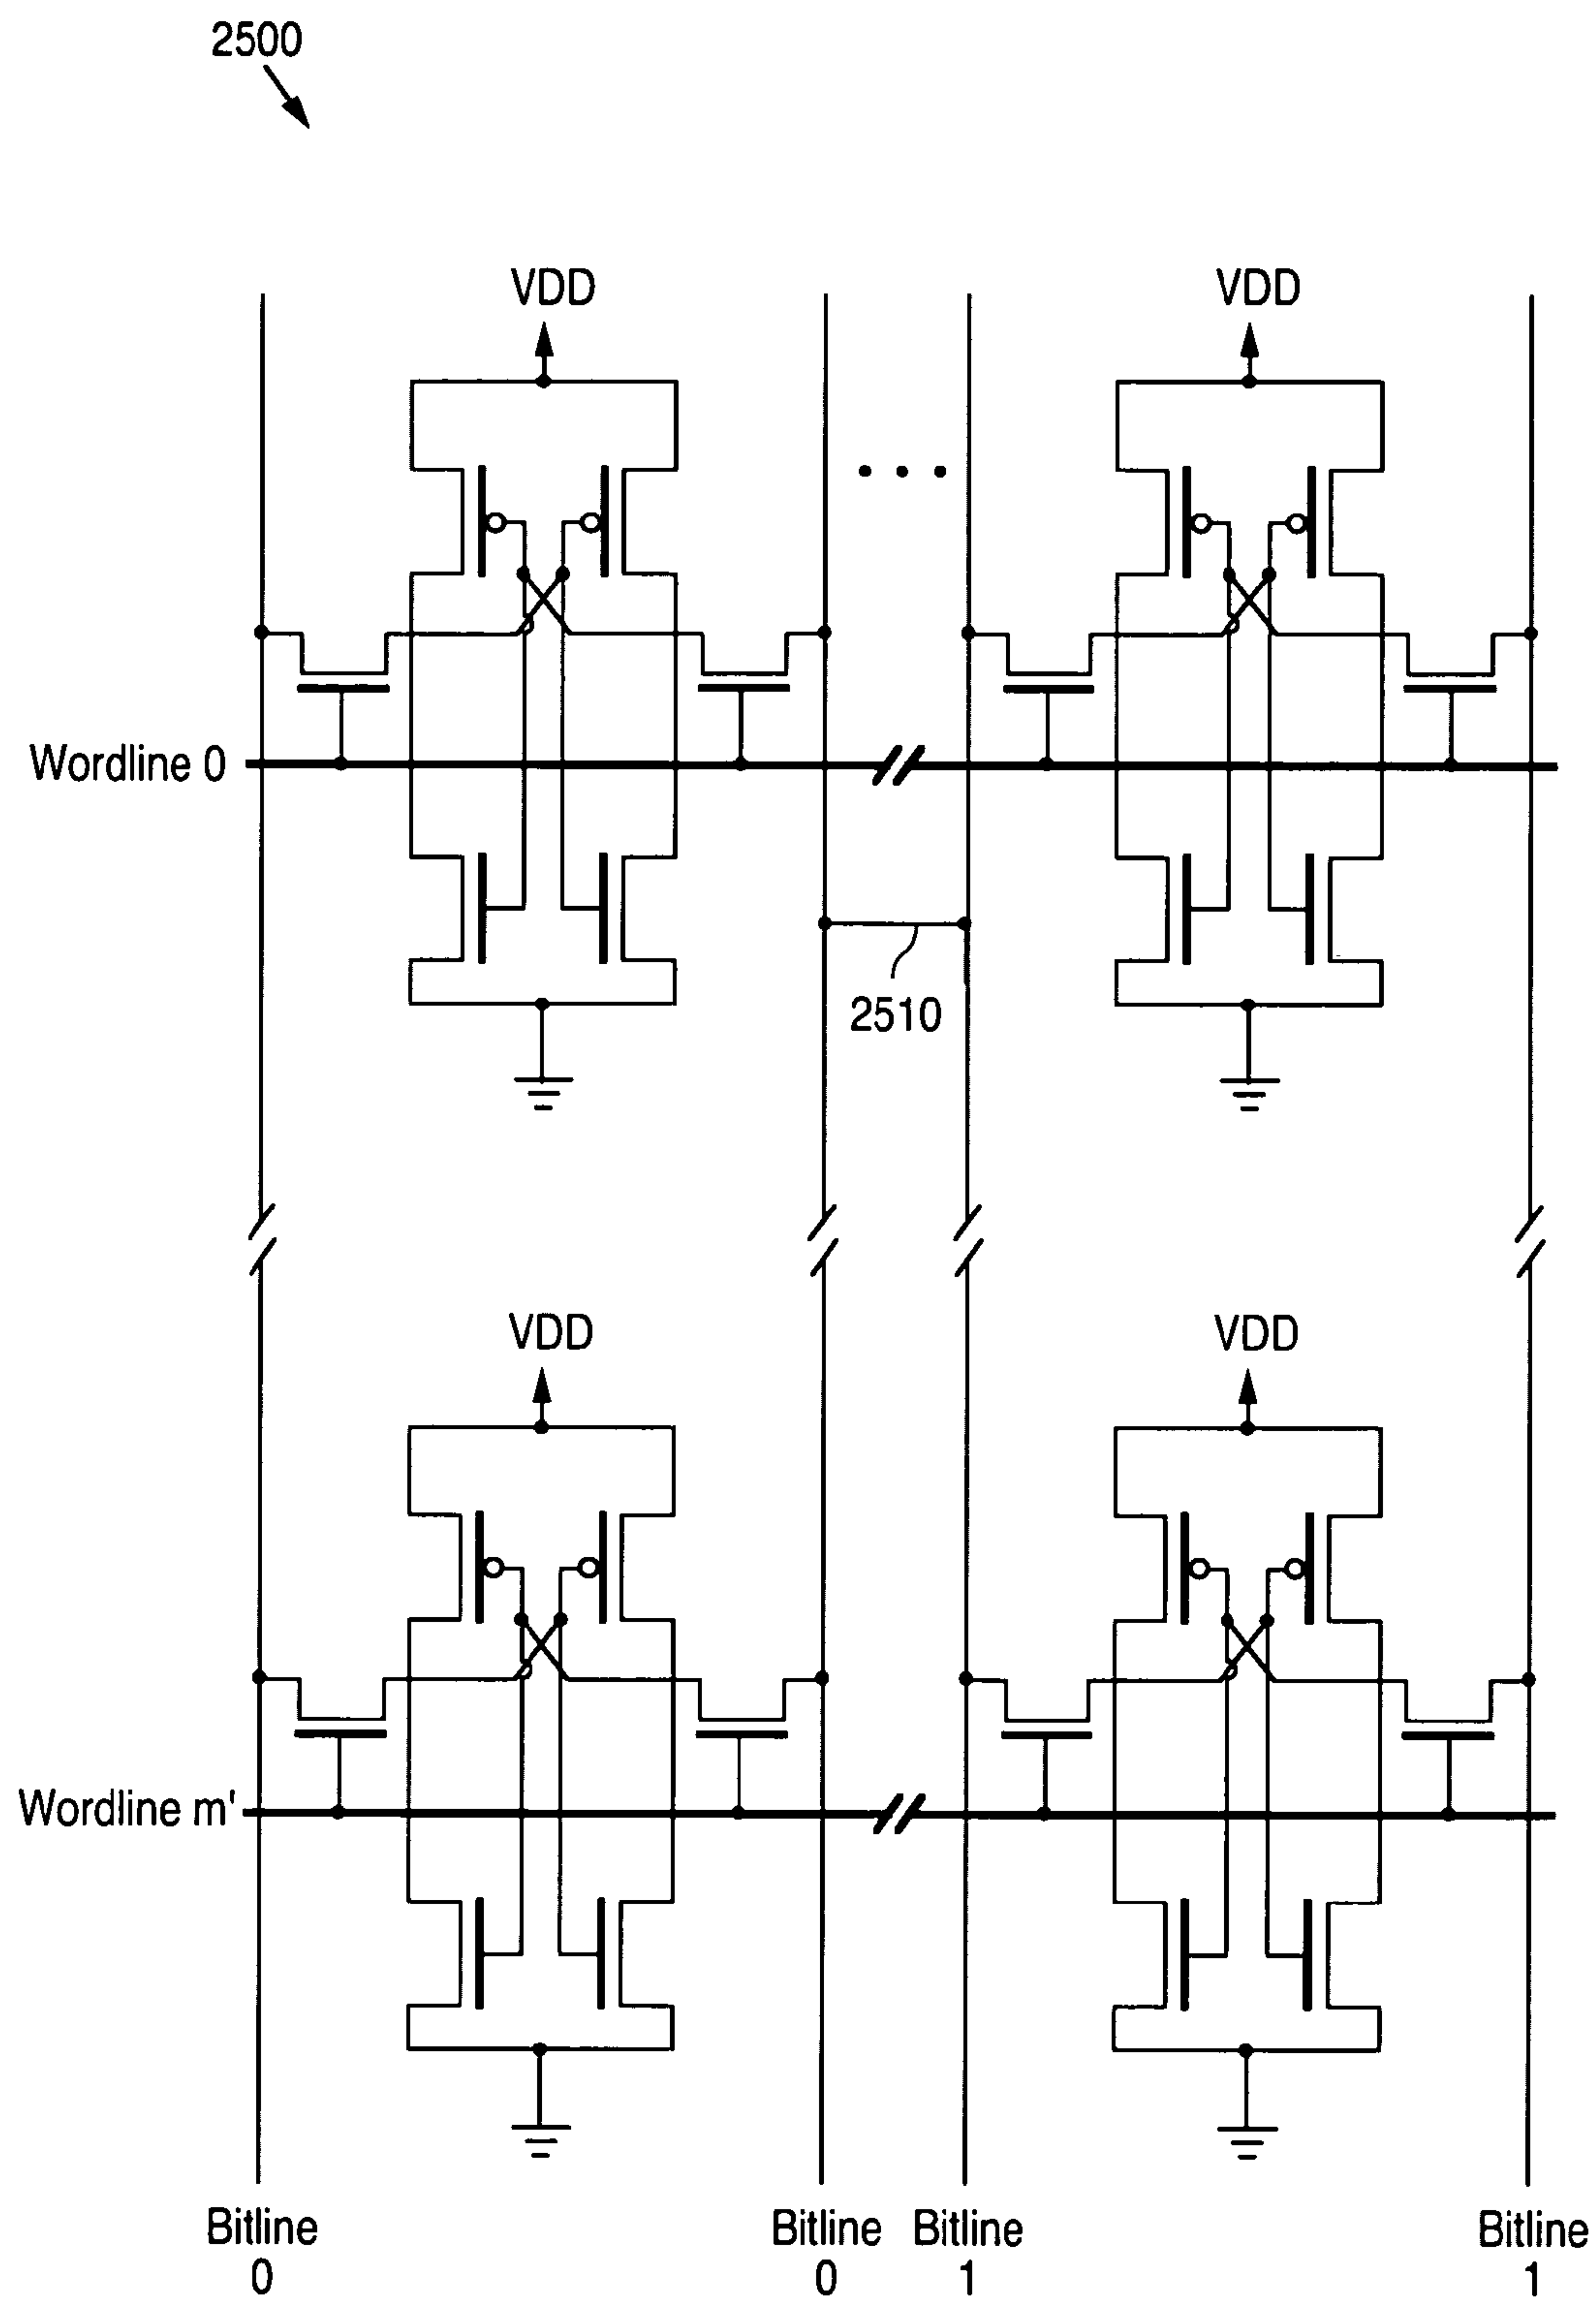 2500
VDD VDD
Wordline 0
2510
VDD VDD
Wordline m'
Bitline Bitline Bitline Bitline
0 0 1 1